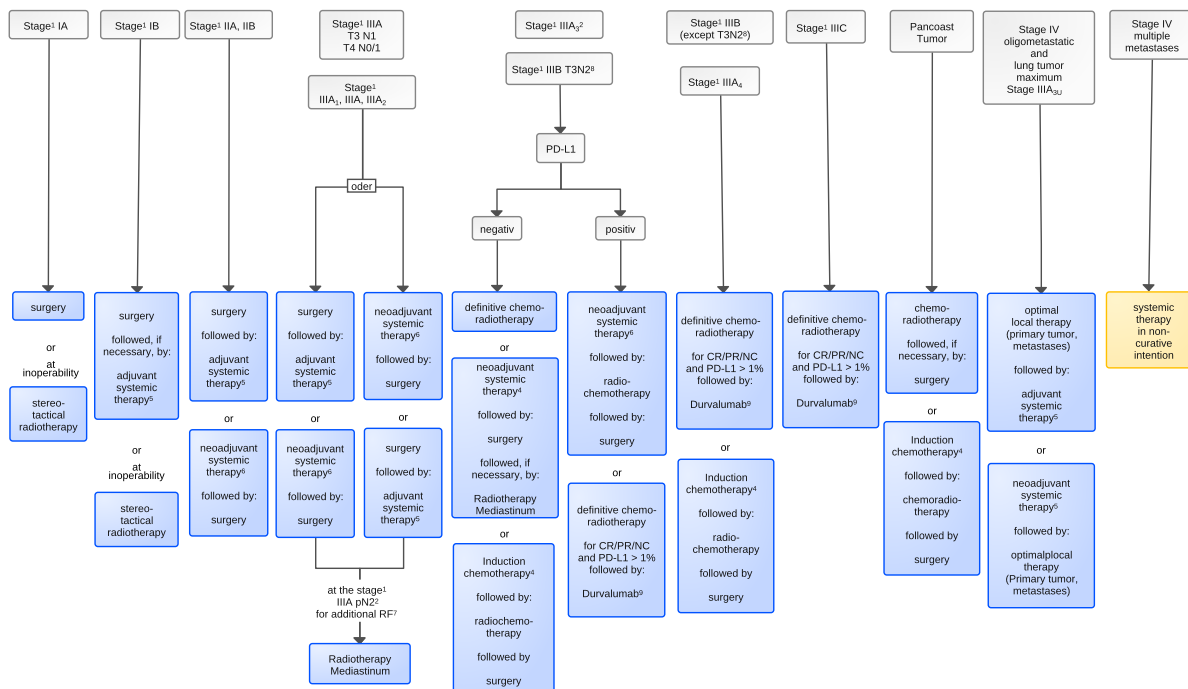 Stage¹ IA
Stage¹ IB
Stage¹ IIA, IIB
Stage¹ IIIA
T3 N1
T4 N0/1
Stage¹
IIIA₁, IIIA, IIIA₂
Stage¹ IIIA₃²
Stage¹ IIIB T3N2⁸
Stage¹ IIIB
(except T3N2⁸)
Stage¹ IIIA₄
Stage¹ IIIC
Pancoast
Tumor
Stage IV
oligometastatic
and
lung tumor
maximum
Stage IIIA₃U
Stage IV
multiple
metastases
PD-L1
oder
negativ
positiv
surgery
or
at
inoperability
stereo-
tactical
radiotherapy
surgery
followed, if
necessary, by:
adjuvant
systemic
therapy⁵
or
at
inoperability
stereo-
tactical
radiotherapy
surgery
followed by:
adjuvant
systemic
therapy⁵
or
neoadjuvant
systemic
therapy⁶
followed by:
surgery
surgery
followed by:
adjuvant
systemic
therapy⁵
or
neoadjuvant
systemic
therapy⁶
followed by:
surgery
neoadjuvant
systemic
therapy⁶
followed by:
surgery
or
surgery
followed by:
adjuvant
systemic
therapy⁵
at the stage¹
IIIA pN2²
for additional RF⁷
Radiotherapy
Mediastinum
definitive chemo-
radiotherapy
neoadjuvant
systemic
therapy⁴
followed by:
surgery
followed, if
necessary, by:
Radiotherapy
Mediastinum
or
Induction
chemotherapy⁴
followed by:
radiochemo-
therapy
followed by
surgery
neoadjuvant
systemic
therapy⁶
followed by:
radio-
chemotherapy
followed by:
surgery
or
definitive chemo-
radiotherapy
for CR/PR/NC
and PD-L1 > 1%
followed by:
Durvalumab⁹
definitive chemo-
radiotherapy
for CR/PR/NC
and PD-L1 > 1%
followed by:
Durvalumab⁹
or
Induction
chemotherapy⁴
followed by:
radio-
chemotherapy
followed by
surgery
definitive chemo-
radiotherapy
for CR/PR/NC
and PD-L1 > 1%
followed by:
Durvalumab⁹
chemo-
radiotherapy
followed, if
necessary, by:
surgery
or
Induction
chemotherapy⁴
followed by:
chemoradio-
therapy
followed by
surgery
optimal
local therapy
(primary tumor,
metastases)
followed by:
adjuvant
systemic
therapy⁵
or
neoadjuvant
systemic
therapy⁵
followed by:
optimalplocal
therapy
(Primary tumor,
metastases)
systemic
therapy
in non-
curative
intention